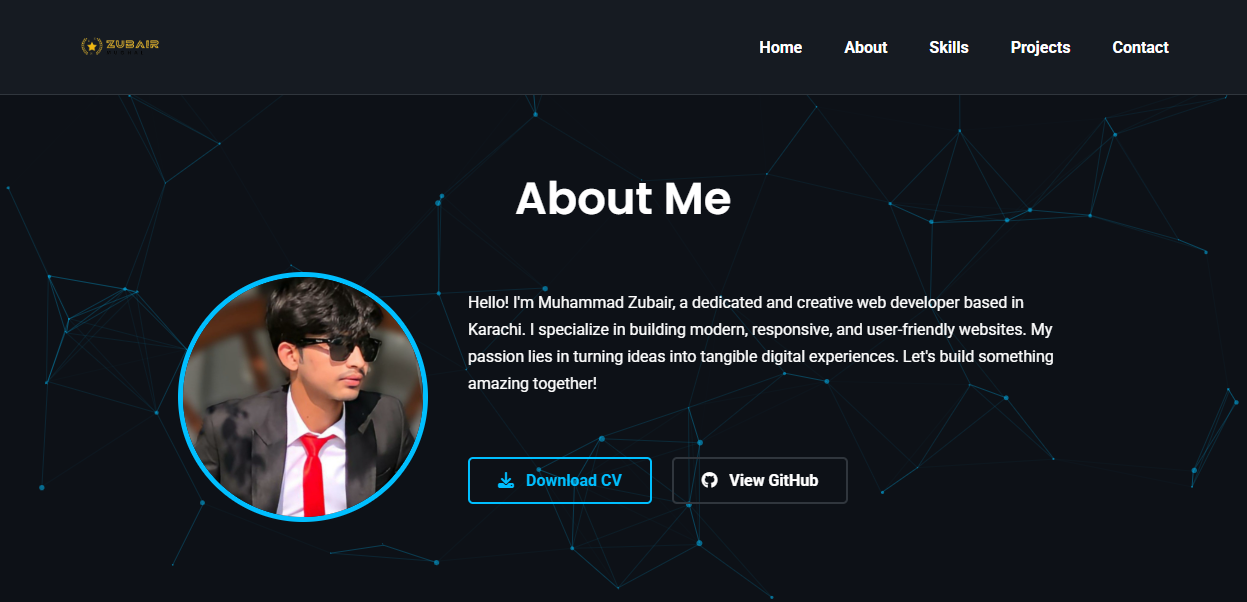 ZUBAIR
Home About Skills Projects Contact
About Me
Hello! I'm Muhammad Zubair, a dedicated and creative web developer based in
Karachi. I specialize in building modern, responsive, and user-friendly websites. My
passion lies in turning ideas into tangible digital experiences. Let's build something
amazing together!
Download CV View GitHub